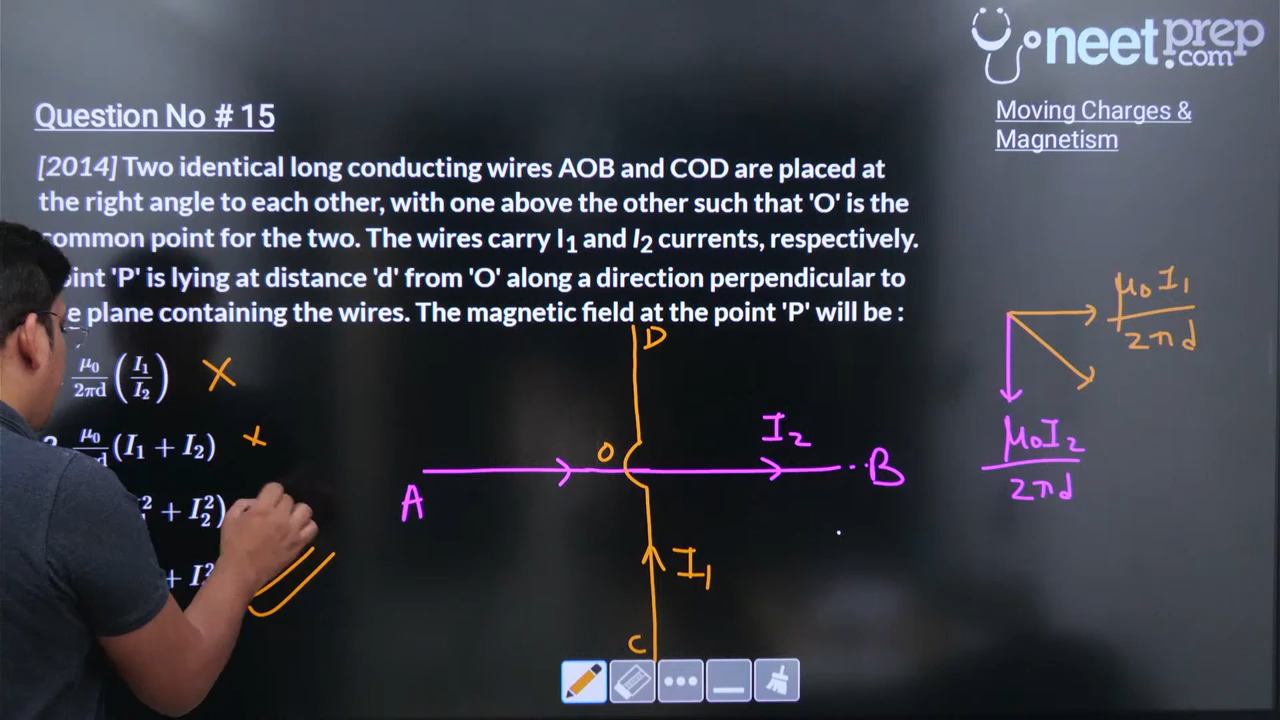 neetprep
.com
Moving Charges &
Magnetism
Question No # 15
[2014] Two identical long conducting wires AOB and COD are placed at
the right angle to each other, with one above the other such that 'O' is the
common point for the two. The wires carry I₁ and I₂ currents, respectively.
'P' is lying at distance 'd' from 'O' along a direction perpendicular to
plane containing the wires. The magnetic field at the point 'P' will be :
μ₀/2πd (I₁/I₂) ×
μ₀ (I₁ + I₂) ×
² + I₂²)
+ I₂
D
O
I₂
A
B
I₁
C
μ₀I₁/2πd
μ₀I₂/2πd